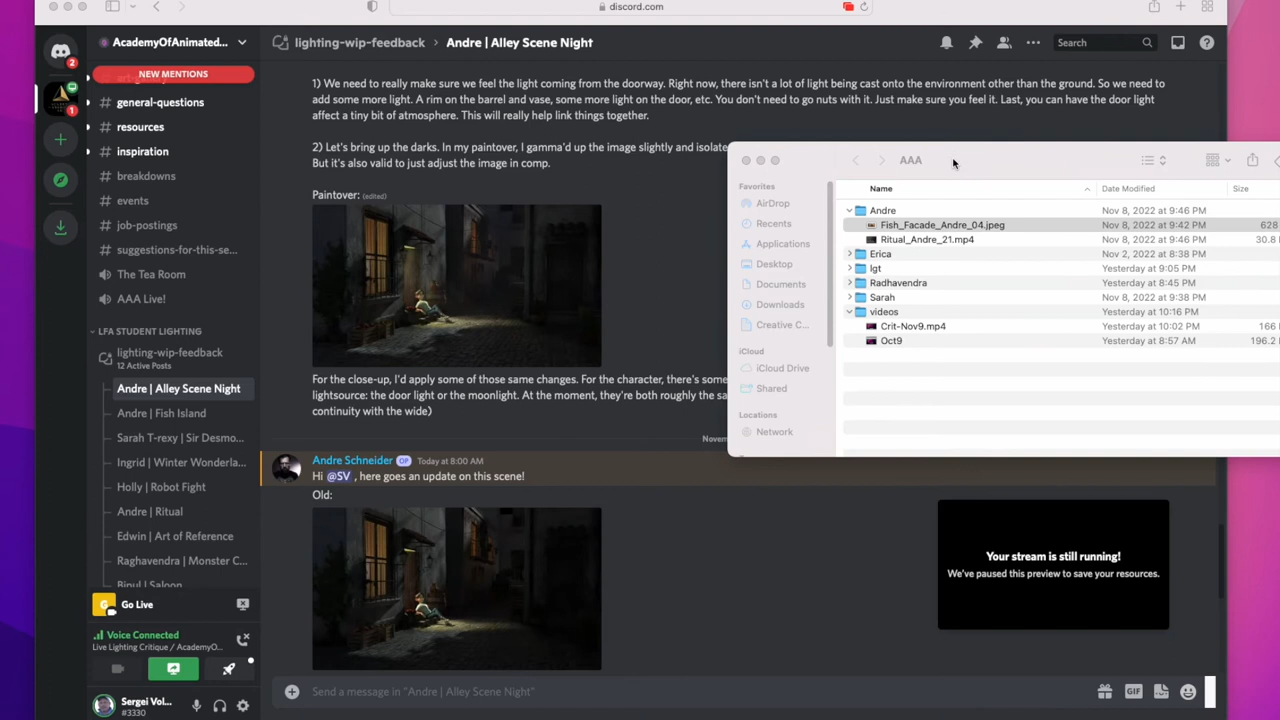 discord.com
AcademyOfAnimated...
lighting-wip-feedback > Andre | Alley Scene Night
Search
NEW MENTIONS
# general-questions
# resources
# inspiration
# breakdowns
# events
# job-postings
# suggestions-for-this-se...
The Tea Room
AAA Live!
LFA STUDENT LIGHTING
lighting-wip-feedback
12 Active Posts
Andre | Alley Scene Night
Andre | Fish Island
Sarah T-rexy | Sir Desmo...
Ingrid | Winter Wonderla...
Holly | Robot Fight
Andre | Ritual
Edwin | Art of Reference
Raghavendra | Monster C...
Bipul | Saloon
G Go Live
Voice Connected
Live Lighting Critique / AcademyO...
Sergei Vol...
#3330
2
1
1) We need to really make sure we feel the light coming from the doorway. Right now, there isn't a lot of light being cast onto the environment other than the ground. So we need to
add some more light. A rim on the barrel and vase, some more light on the door, etc. You don't need to go nuts with it. Just make sure you feel it. Last, you can have the door light
affect a tiny bit of atmosphere. This will really help link things together.
2) Let's bring up the darks. In my paintover, I gamma'd up the image slightly and isolate
But it's also valid to just adjust the image in comp.
Paintover: (edited)
For the close-up, I'd apply some of those same changes. For the character, there's some
lightsource: the door light or the moonlight. At the moment, they're both roughly the sa
continuity with the wide)
Novem
Andre Schneider OP Today at 8:00 AM
Hi @SV , here goes an update on this scene!
Old:
Send a message in "Andre | Alley Scene Night"
GIF
AAA
Favorites
AirDrop
Recents
Applications
Desktop
Documents
Downloads
Creative C...
iCloud
iCloud Drive
Shared
Locations
Network
Name Date Modified Size
Andre Nov 8, 2022 at 9:46 PM
Fish_Facade_Andre_04.jpeg Nov 8, 2022 at 9:42 PM 628
Ritual_Andre_21.mp4 Nov 8, 2022 at 9:46 PM 30.8
Erica Nov 2, 2022 at 8:38 PM
lgt Yesterday at 9:05 PM
Radhavendra Yesterday at 8:45 PM
Sarah Nov 8, 2022 at 9:38 PM
videos Yesterday at 10:16 PM
Crit-Nov9.mp4 Yesterday at 10:02 PM 166
Oct9 Yesterday at 8:57 AM 196.2
Your stream is still running!
We've paused this preview to save your resources.